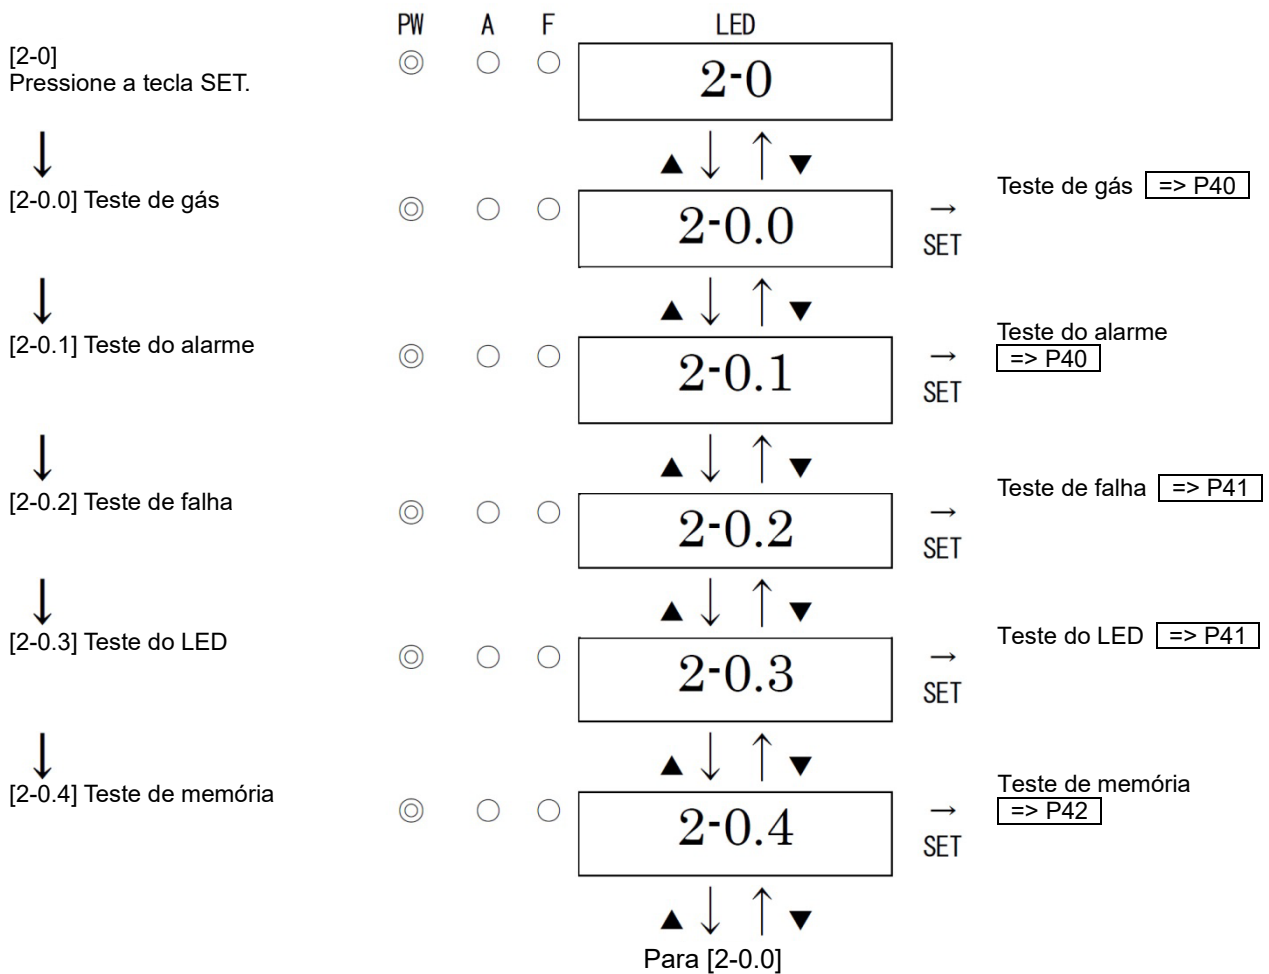 PW A F LED
[2-0]
Pressione a tecla SET.
◎ ○ ○ 2-0
↓
▲ ↓ ↑ ▼
[2-0.0] Teste de gás
◎ ○ ○ 2-0.0
→
SET
Teste de gás => P40
↓
▲ ↓ ↑ ▼
[2-0.1] Teste do alarme
◎ ○ ○ 2-0.1
→
SET
Teste do alarme
=> P40
↓
▲ ↓ ↑ ▼
[2-0.2] Teste de falha
◎ ○ ○ 2-0.2
→
SET
Teste de falha => P41
↓
▲ ↓ ↑ ▼
[2-0.3] Teste do LED
◎ ○ ○ 2-0.3
→
SET
Teste do LED => P41
↓
▲ ↓ ↑ ▼
[2-0.4] Teste de memória
◎ ○ ○ 2-0.4
→
SET
Teste de memória
=> P42
▲ ↓ ↑ ▼
Para [2-0.0]